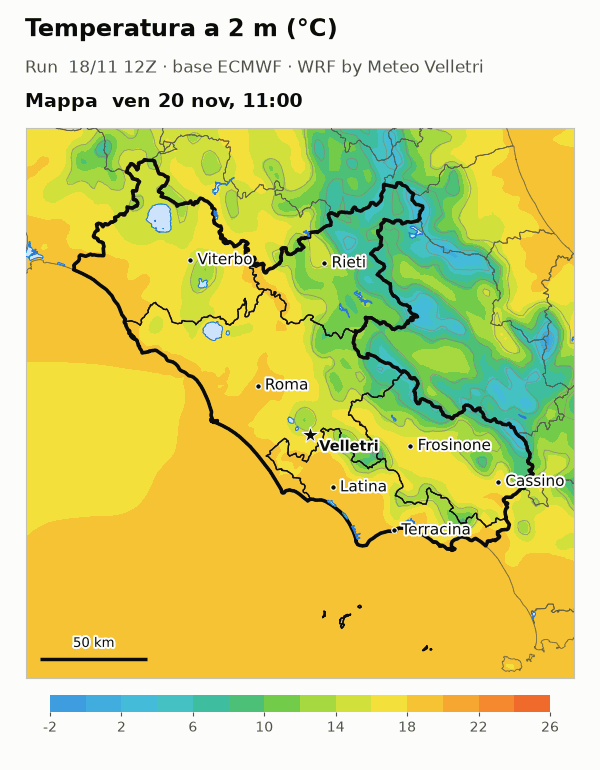 Temperatura a 2 m (°C)
Run  18/11 12Z · base ECMWF · WRF by Meteo Velletri
Mappa  ven 20 nov, 11:00
Viterbo
Rieti
Roma
Velletri
Frosinone
Cassino
Latina
Terracina
50 km
-2 2 6 10 14 18 22 26